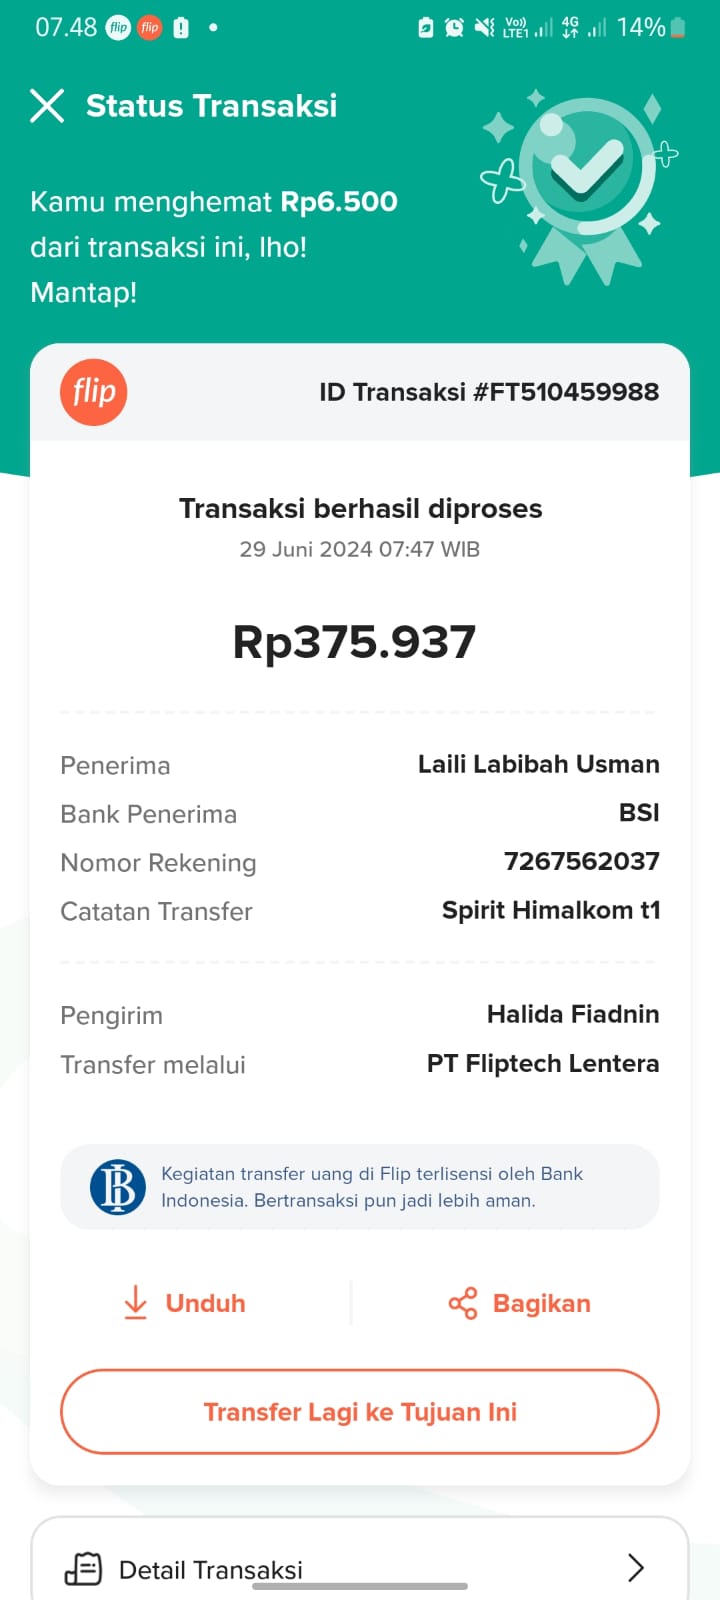 07.48 flip flip Vo)) LTE1 4G 14%
Status Transaksi
Kamu menghemat Rp6.500
dari transaksi ini, lho!
Mantap!
flip ID Transaksi #FT510459988
Transaksi berhasil diproses
29 Juni 2024 07:47 WIB
Rp375.937
Penerima Laili Labibah Usman
Bank Penerima BSI
Nomor Rekening 7267562037
Catatan Transfer Spirit Himalkom t1
Pengirim Halida Fiadnin
Transfer melalui PT Fliptech Lentera
Kegiatan transfer uang di Flip terlisensi oleh Bank
Indonesia. Bertransaksi pun jadi lebih aman.
Unduh Bagikan
Transfer Lagi ke Tujuan Ini
Detail Transaksi